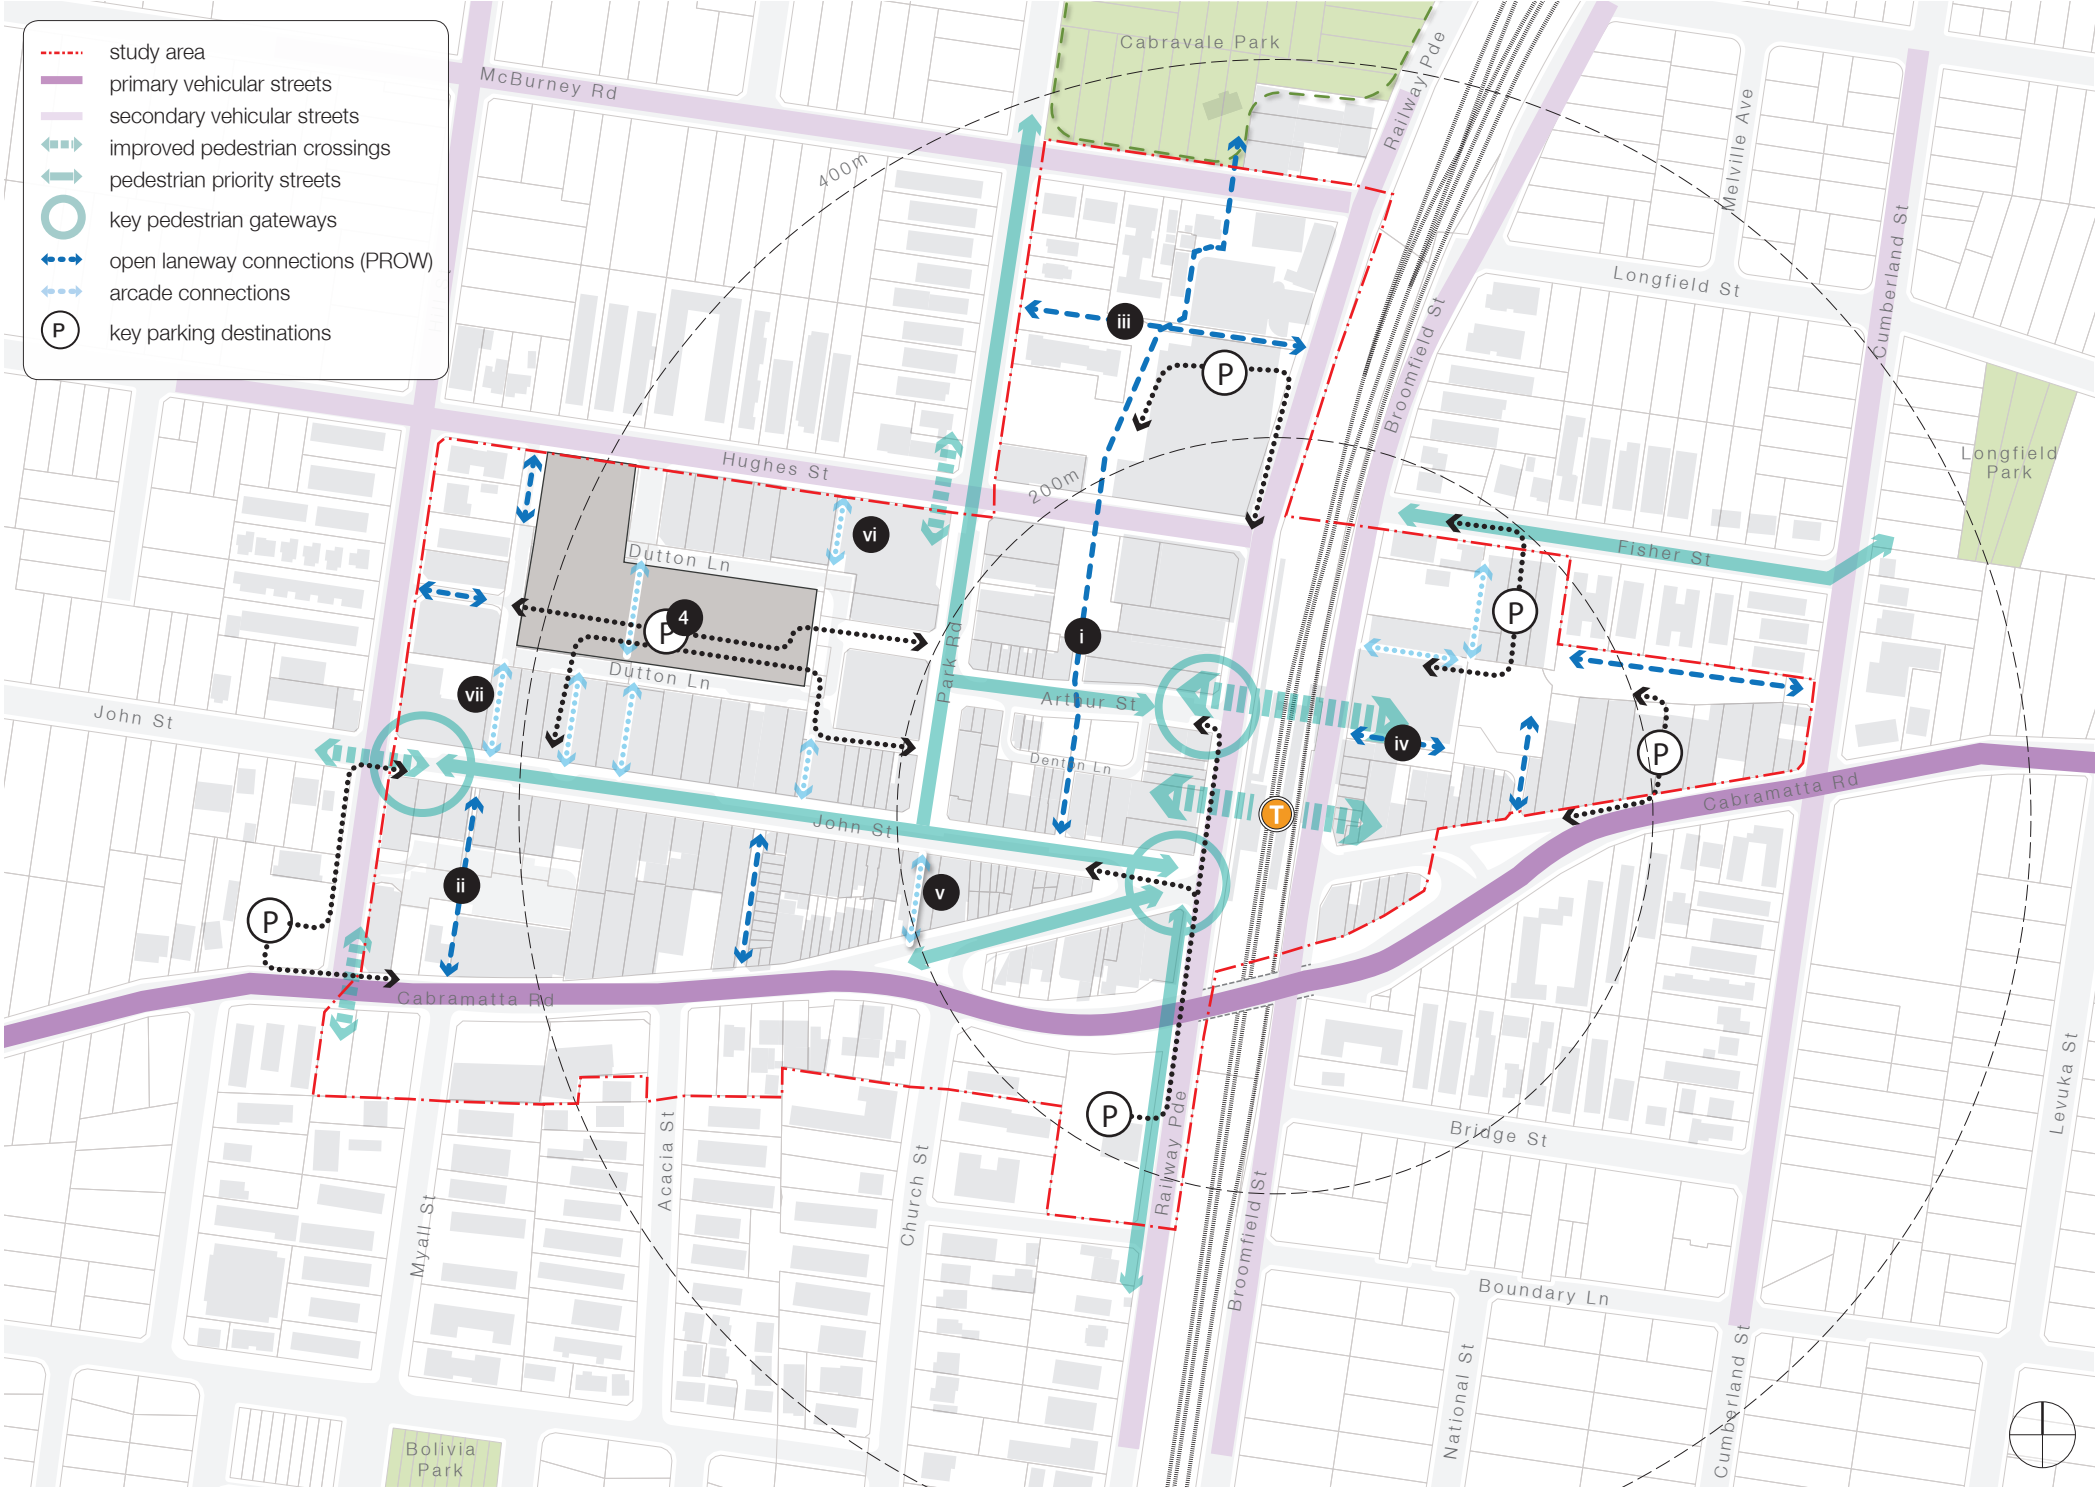 study area
primary vehicular streets
secondary vehicular streets
improved pedestrian crossings
pedestrian priority streets
key pedestrian gateways
open laneway connections (PROW)
arcade connections
P
key parking destinations
McBurney Rd
Cabravale Park
Railway Pde
400m
Melville Ave
Cumberland St
Longfield St
Broomfield St
iii
P
Longfield
Park
Hughes St
200m
vi
Dutton Ln
Fisher St
P
4
P
i
Park Rd
Dutton Ln
vii
Arthur St
John St
iv
P
Denton Ln
T
Cabramatta Rd
John St
ii
v
P
Cabramatta Rd
P
Levuka St
Bridge St
Acacia St
Church St
Railway Pde
Myall St
Broomfield St
Boundary Ln
National St
Cumberland St
Bolivia
Park